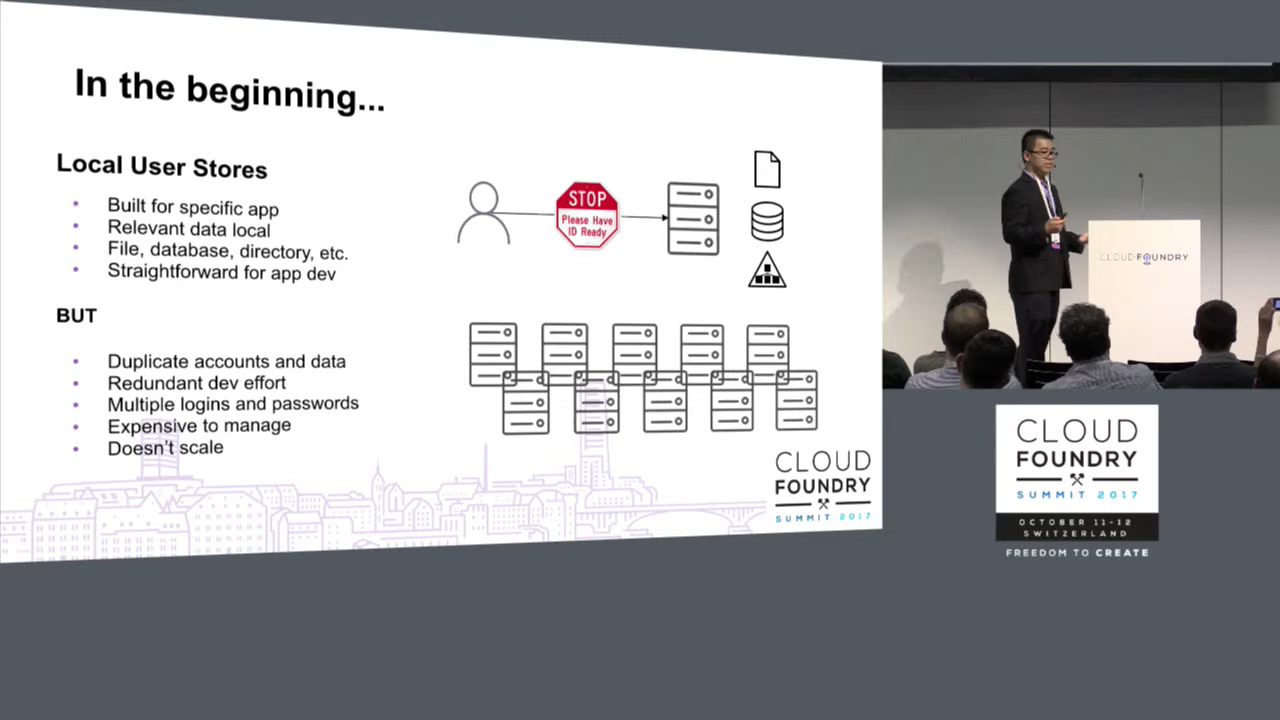 In the beginning...
Local User Stores
• Built for specific app
• Relevant data local
• File, database, directory, etc.
• Straightforward for app dev
BUT
• Duplicate accounts and data
• Redundant dev effort
• Multiple logins and passwords
• Expensive to manage
• Doesn't scale
STOP
Please Have
ID Ready
CLOUD
FOUNDRY
SUMMIT 2017
CLOUD FOUNDRY
CLOUD
FOUNDRY
SUMMIT 2017
OCTOBER 11-12
SWITZERLAND
FREEDOM TO CREATE